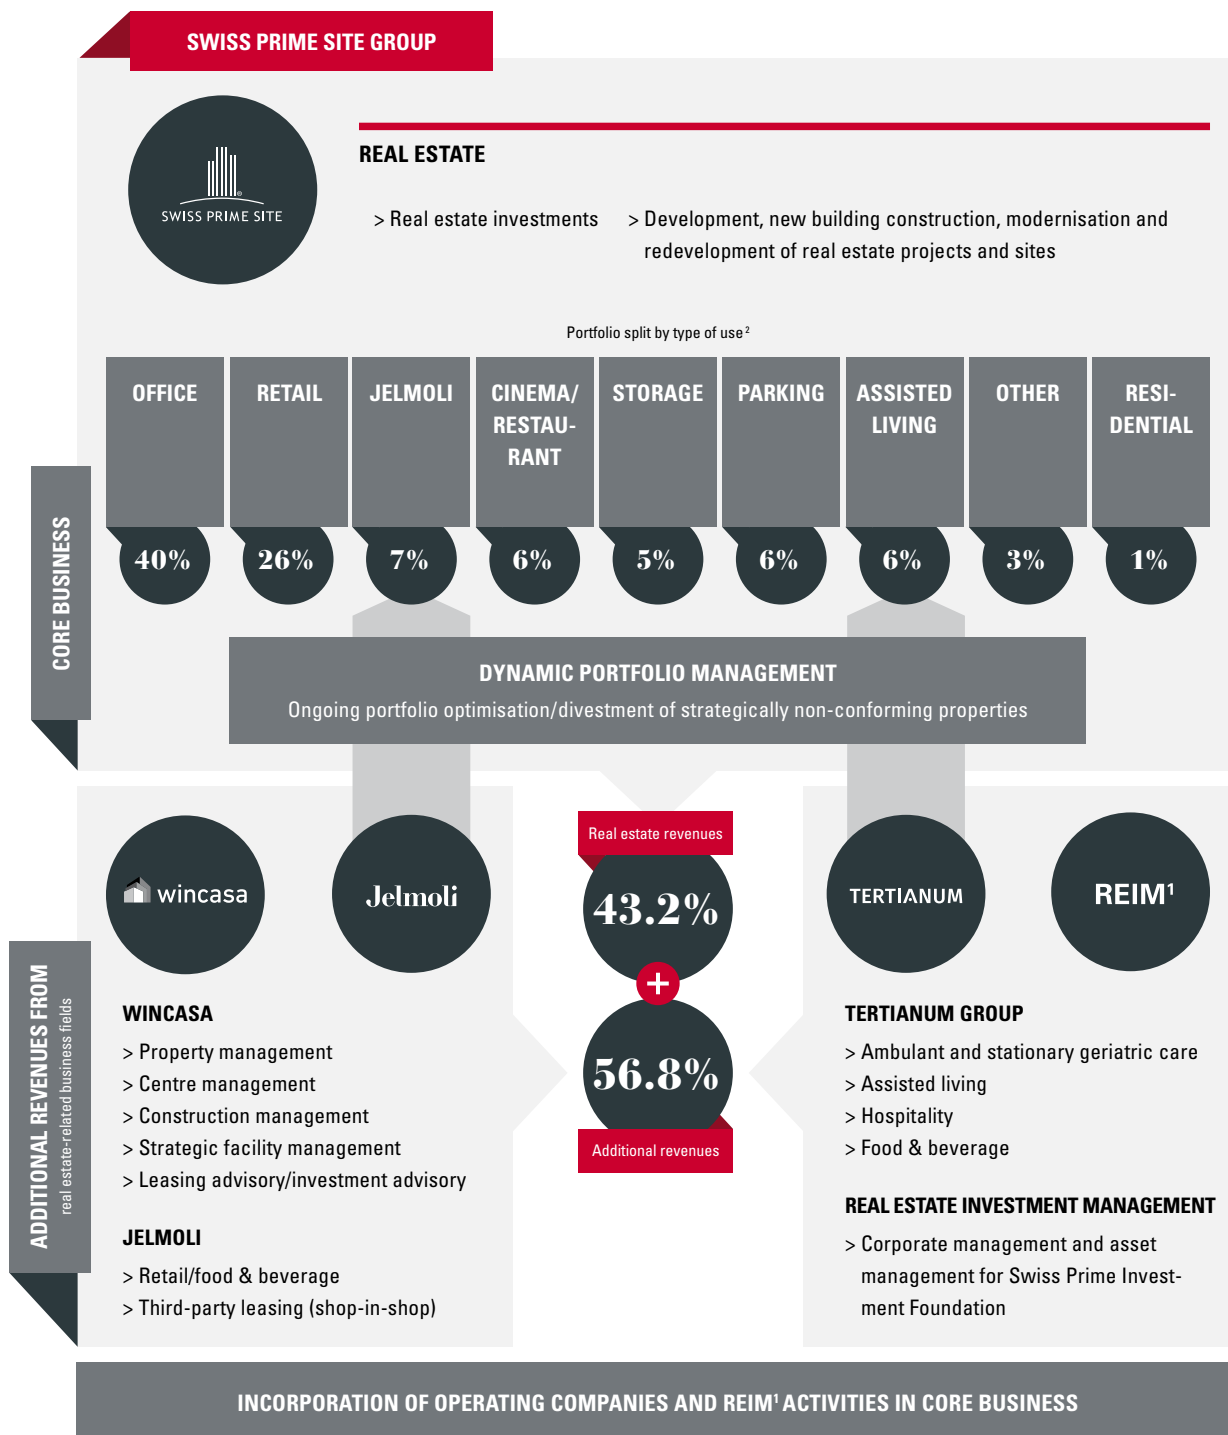 SWISS PRIME SITE GROUP
SWISS PRIME SITE
®
REAL ESTATE
> Real estate investments
> Development, new building construction, modernisation and
redevelopment of real estate projects and sites
Portfolio split by type of use²
OFFICE
RETAIL
JELMOLI
CINEMA/
RESTAU-
RANT
STORAGE
PARKING
ASSISTED
LIVING
OTHER
RESI-
DENTIAL
40%
26%
7%
6%
5%
6%
6%
3%
1%
CORE BUSINESS
DYNAMIC PORTFOLIO MANAGEMENT
Ongoing portfolio optimisation/divestment of strategically non-conforming properties
wincasa
Jelmoli
Real estate revenues
43.2%
+
56.8%
Additional revenues
TERTIANUM
REIM¹
ADDITIONAL REVENUES FROM
real estate-related business fields
WINCASA
> Property management
> Centre management
> Construction management
> Strategic facility management
> Leasing advisory/investment advisory
JELMOLI
> Retail/food & beverage
> Third-party leasing (shop-in-shop)
TERTIANUM GROUP
> Ambulant and stationary geriatric care
> Assisted living
> Hospitality
> Food & beverage
REAL ESTATE INVESTMENT MANAGEMENT
> Corporate management and asset
management for Swiss Prime Invest-
ment Foundation
INCORPORATION OF OPERATING COMPANIES AND REIM¹ ACTIVITIES IN CORE BUSINESS